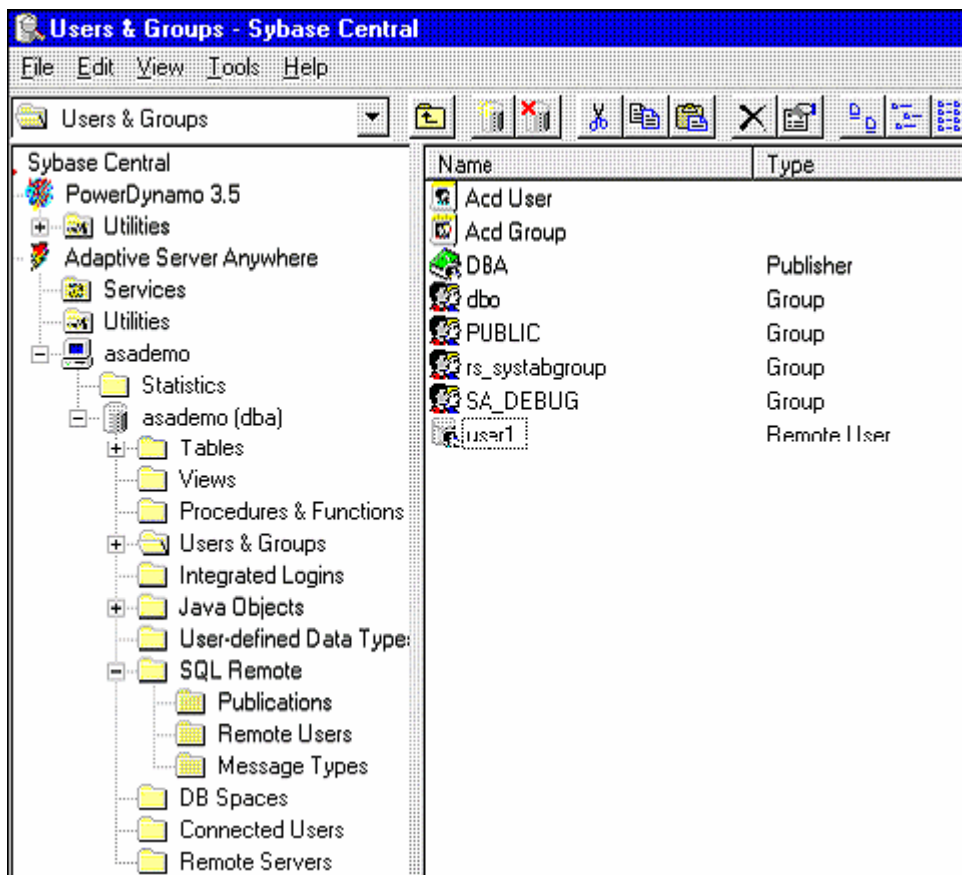 Users & Groups - Sybase Central
File Edit View Tools Help
Users & Groups
Sybase Central
PowerDynamo 3.5
Utilities
Adaptive Server Anywhere
Services
Utilities
asademo
Statistics
asademo (dba)
Tables
Views
Procedures & Functions
Users & Groups
Integrated Logins
Java Objects
User-defined Data Type
SQL Remote
Publications
Remote Users
Message Types
DB Spaces
Connected Users
Remote Servers
Name Type
Acd User
Acd Group
DBA Publisher
dbo Group
PUBLIC Group
rs_systabgroup Group
SA_DEBUG Group
user1 Remote User